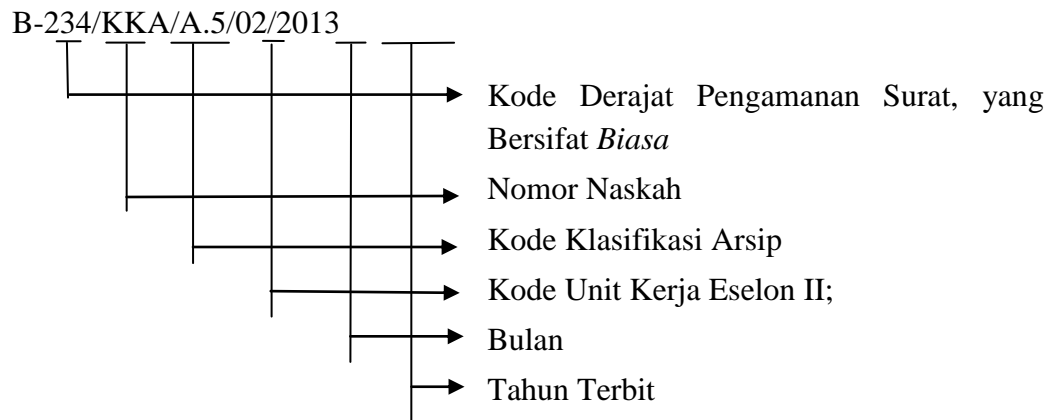 B-234/KKA/A.5/02/2013
Kode Derajat Pengamanan Surat, yang
Bersifat Biasa
Nomor Naskah
Kode Klasifikasi Arsip
Kode Unit Kerja Eselon II;
Bulan
Tahun Terbit